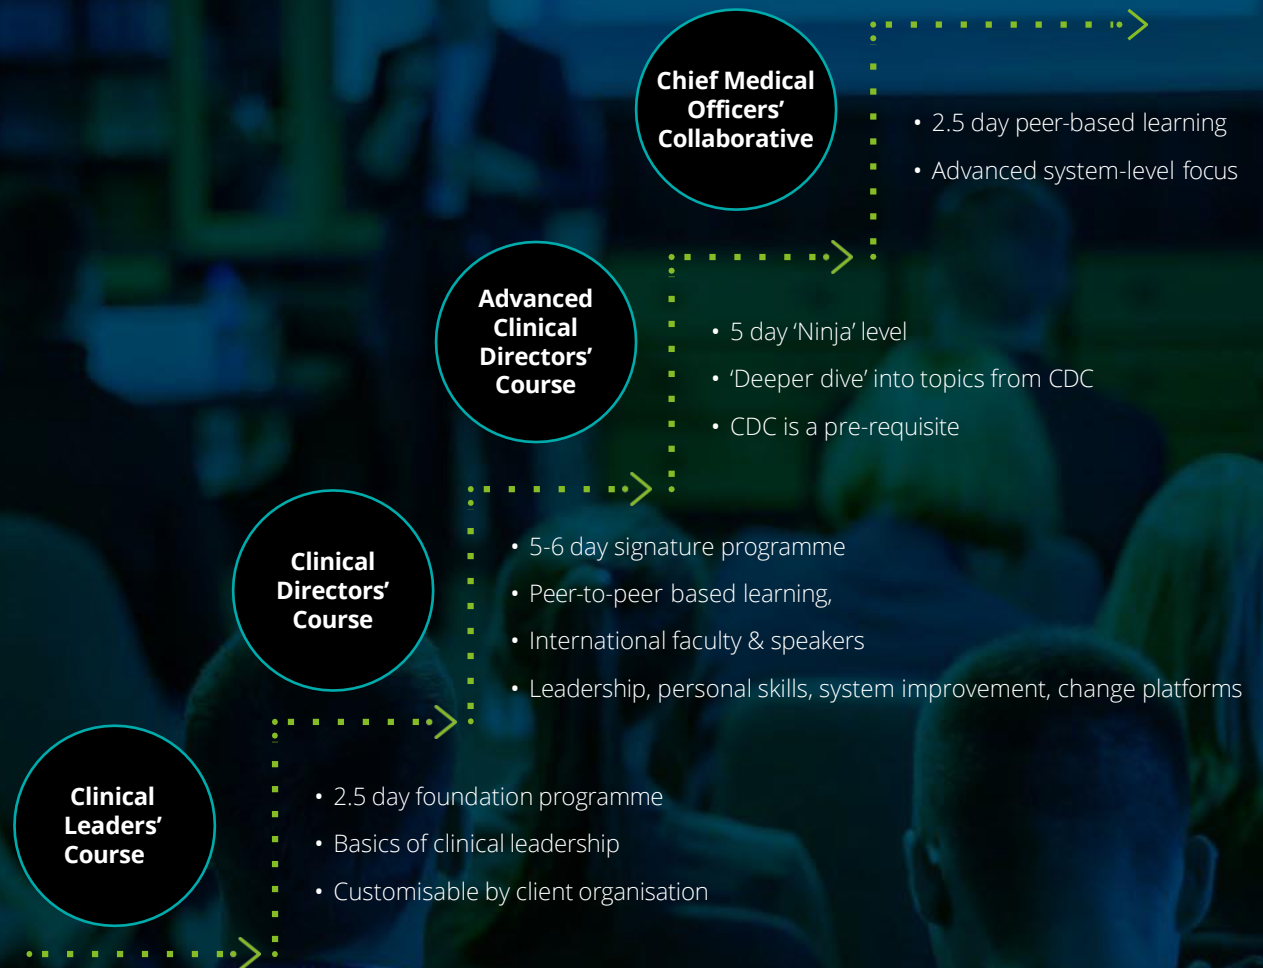 Chief Medical
Officers’
Collaborative
• 2.5 day peer-based learning
• Advanced system-level focus
Advanced
Clinical
Directors’
Course
• 5 day ‘Ninja’ level
• ‘Deeper dive’ into topics from CDC
• CDC is a pre-requisite
Clinical
Directors’
Course
• 5-6 day signature programme
• Peer-to-peer based learning,
• International faculty & speakers
• Leadership, personal skills, system improvement, change platforms
Clinical
Leaders’
Course
• 2.5 day foundation programme
• Basics of clinical leadership
• Customisable by client organisation